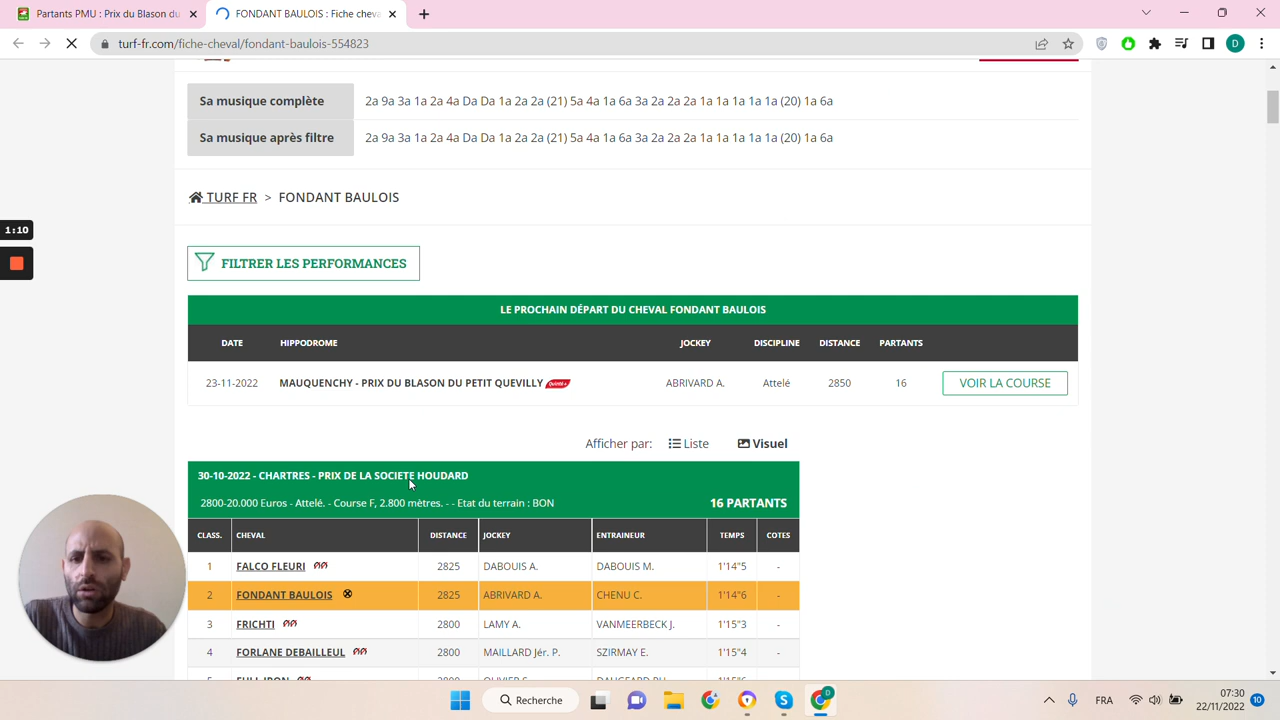 Partants PMU : Prix du Blason du
FONDANT BAULOIS : Fiche cheva
turf-fr.com/fiche-cheval/fondant-baulois-554823
D
Sa musique complète 2a 9a 3a 1a 2a 4a Da Da 1a 2a 2a (21) 5a 4a 1a 6a 3a 2a 2a 2a 1a 1a 1a 1a 1a (20) 1a 6a
Sa musique après filtre 2a 9a 3a 1a 2a 4a Da Da 1a 2a 2a (21) 5a 4a 1a 6a 3a 2a 2a 2a 1a 1a 1a 1a 1a (20) 1a 6a
TURF FR > FONDANT BAULOIS
1:10
FILTRER LES PERFORMANCES
LE PROCHAIN DÉPART DU CHEVAL FONDANT BAULOIS
DATE HIPPODROME JOCKEY DISCIPLINE DISTANCE PARTANTS
23-11-2022 MAUQUENCHY - PRIX DU BLASON DU PETIT QUEVILLY Quinté+ ABRIVARD A. Attelé 2850 16 VOIR LA COURSE
Afficher par: Liste Visuel
30-10-2022 - CHARTRES - PRIX DE LA SOCIETE HOUDARD
2800-20.000 Euros - Attelé. - Course F, 2.800 mètres. - - Etat du terrain : BON 16 PARTANTS
CLASS. CHEVAL DISTANCE JOCKEY ENTRAINEUR TEMPS COTES
1 FALCO FLEURI 2825 DABOUIS A. DABOUIS M. 1'14"5 -
2 FONDANT BAULOIS 2825 ABRIVARD A. CHENU C. 1'14"6 -
3 FRICHTI 2800 LAMY A. VANMEERBECK J. 1'15"3 -
4 FORLANE DEBAILLEUL 2800 MAILLARD Jér. P. SZIRMAY E. 1'15"4 -
Recherche
D
FRA
07:30
22/11/2022
10